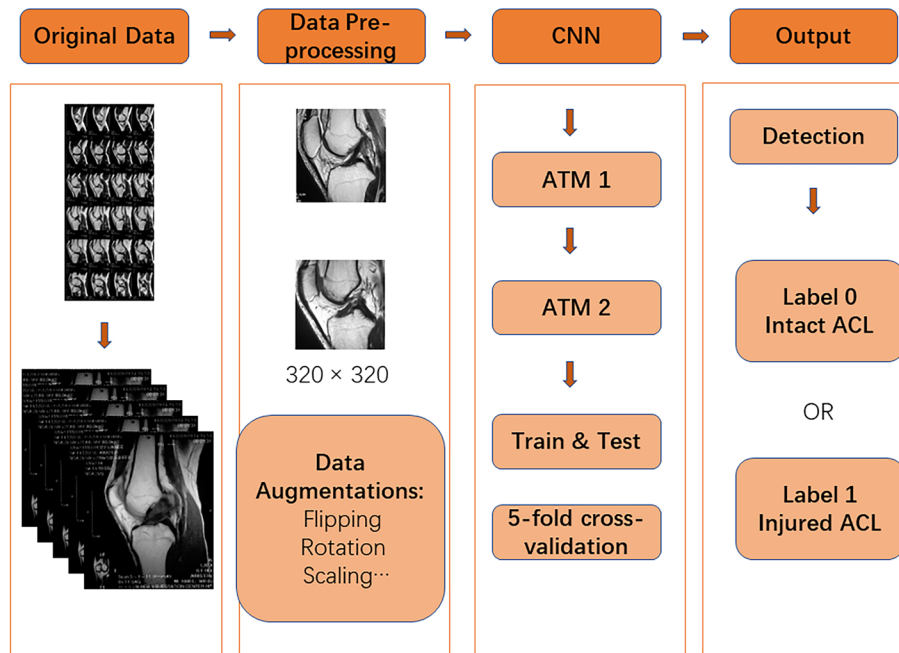 Original Data
Data Pre-
processing
CNN
Output
320 × 320
Data
Augmentations:
Flipping
Rotation
Scaling···
ATM 1
ATM 2
Train & Test
5-fold cross-
validation
Detection
Label 0
Intact ACL
OR
Label 1
Injured ACL